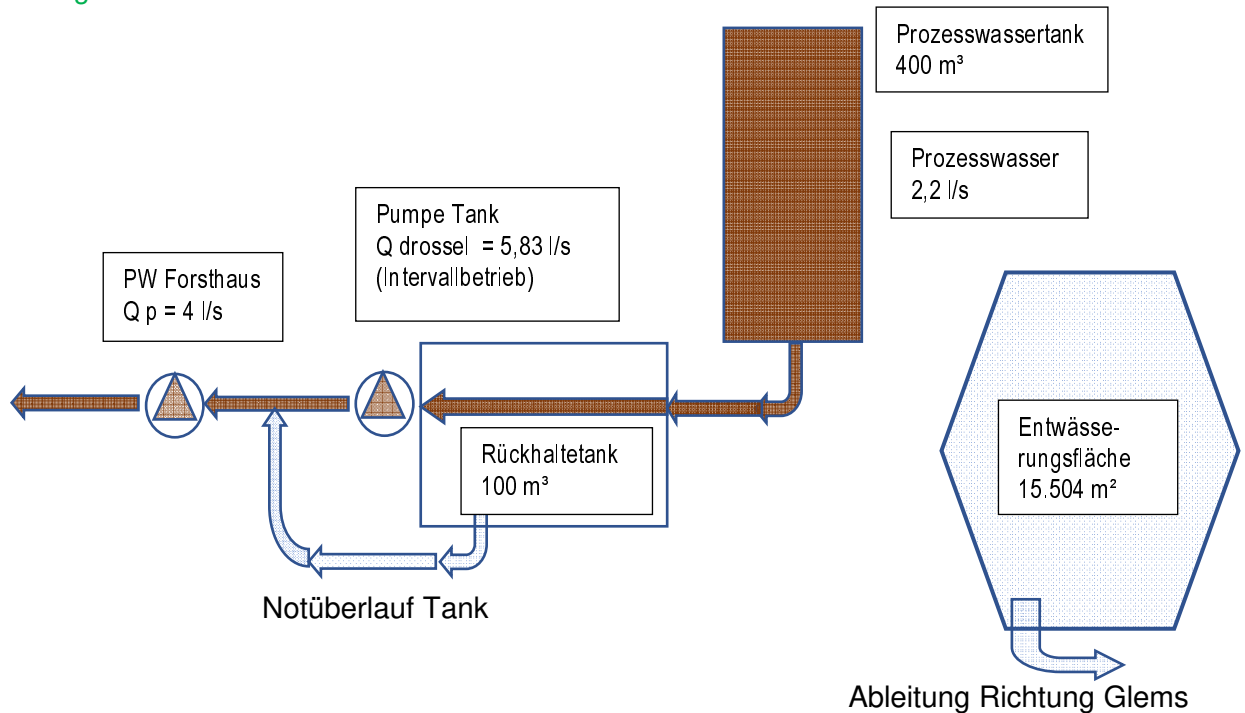 Prozesswassertank
400 m³
Prozesswasser
2,2 l/s
Pumpe Tank
Q drossel = 5,83 l/s
(Intervallbetrieb)
PW Forsthaus
Q p = 4 l/s
Rückhaltetank
100 m³
Entwässe-
rungsfläche
15.504 m²
Notüberlauf Tank
Ableitung Richtung Glems